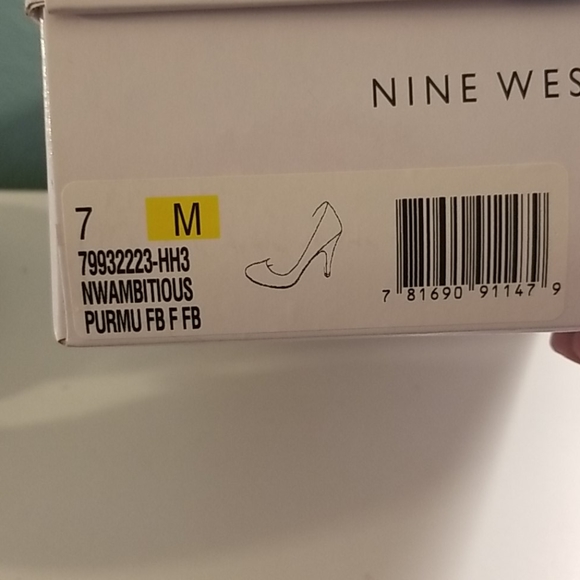 NINE WES
7 M
79932223-HH3
NWAMBITIOUS
PURMU FB F FB
7 81690 91147 9